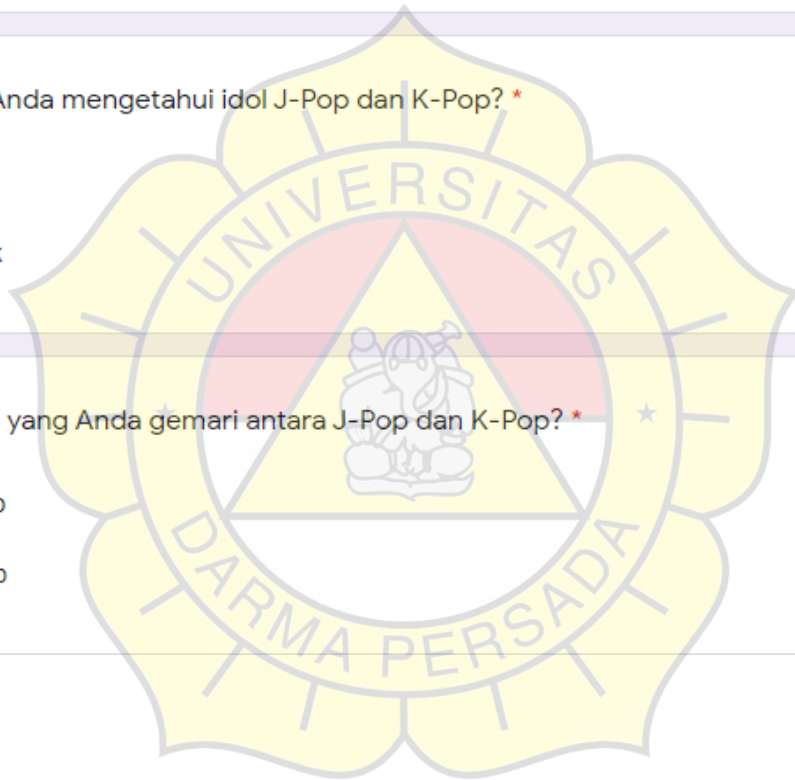 Anda mengetahui idol J-Pop dan K-Pop? *
UNIVERSITAS
yang Anda gemari antara J-Pop dan K-Pop? *
DARMA PERSADA